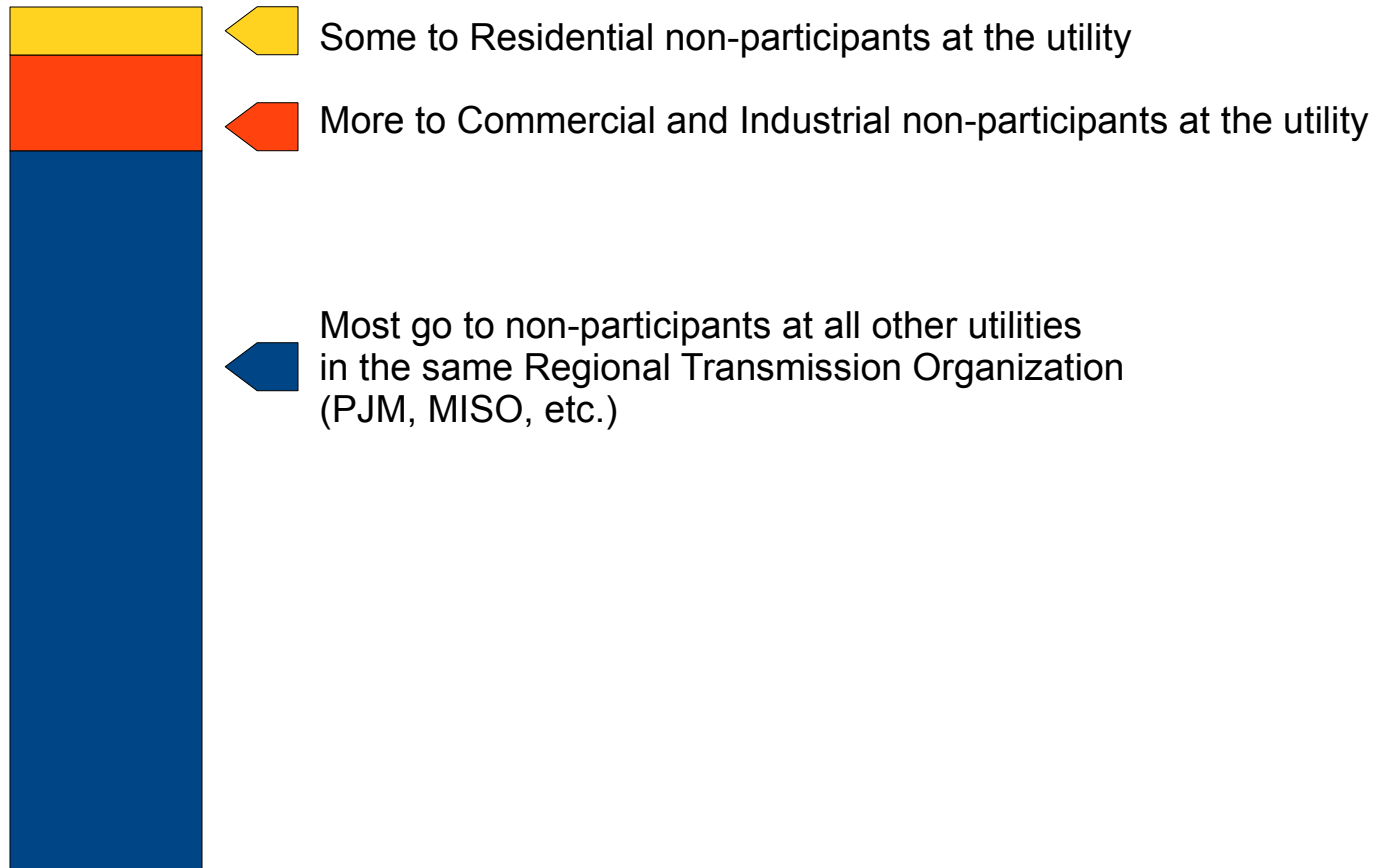 Some to Residential non-participants at the utility
More to Commercial and Industrial non-participants at the utility
Most go to non-participants at all other utilities
in the same Regional Transmission Organization
(PJM, MISO, etc.)